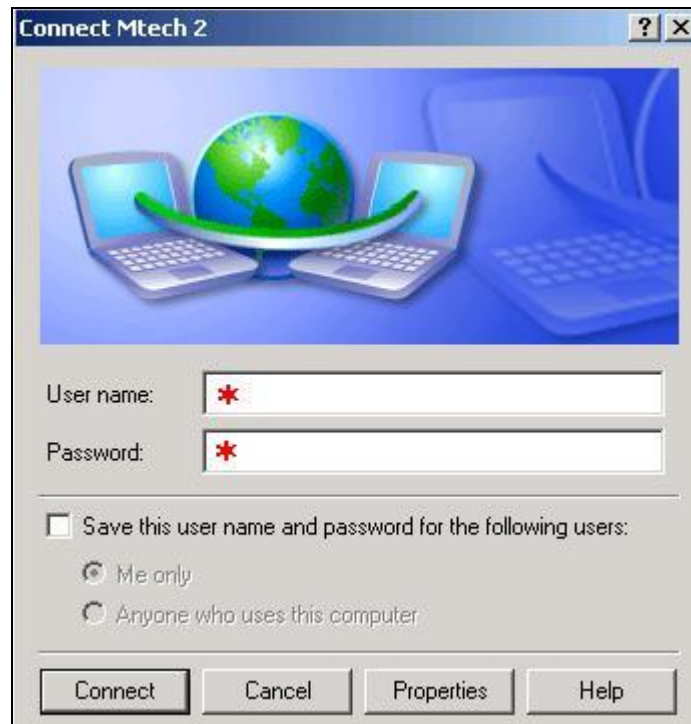 Connect Mtech 2
User name: *
Password: *
Save this user name and password for the following users:
Me only
Anyone who uses this computer
Connect Cancel Properties Help